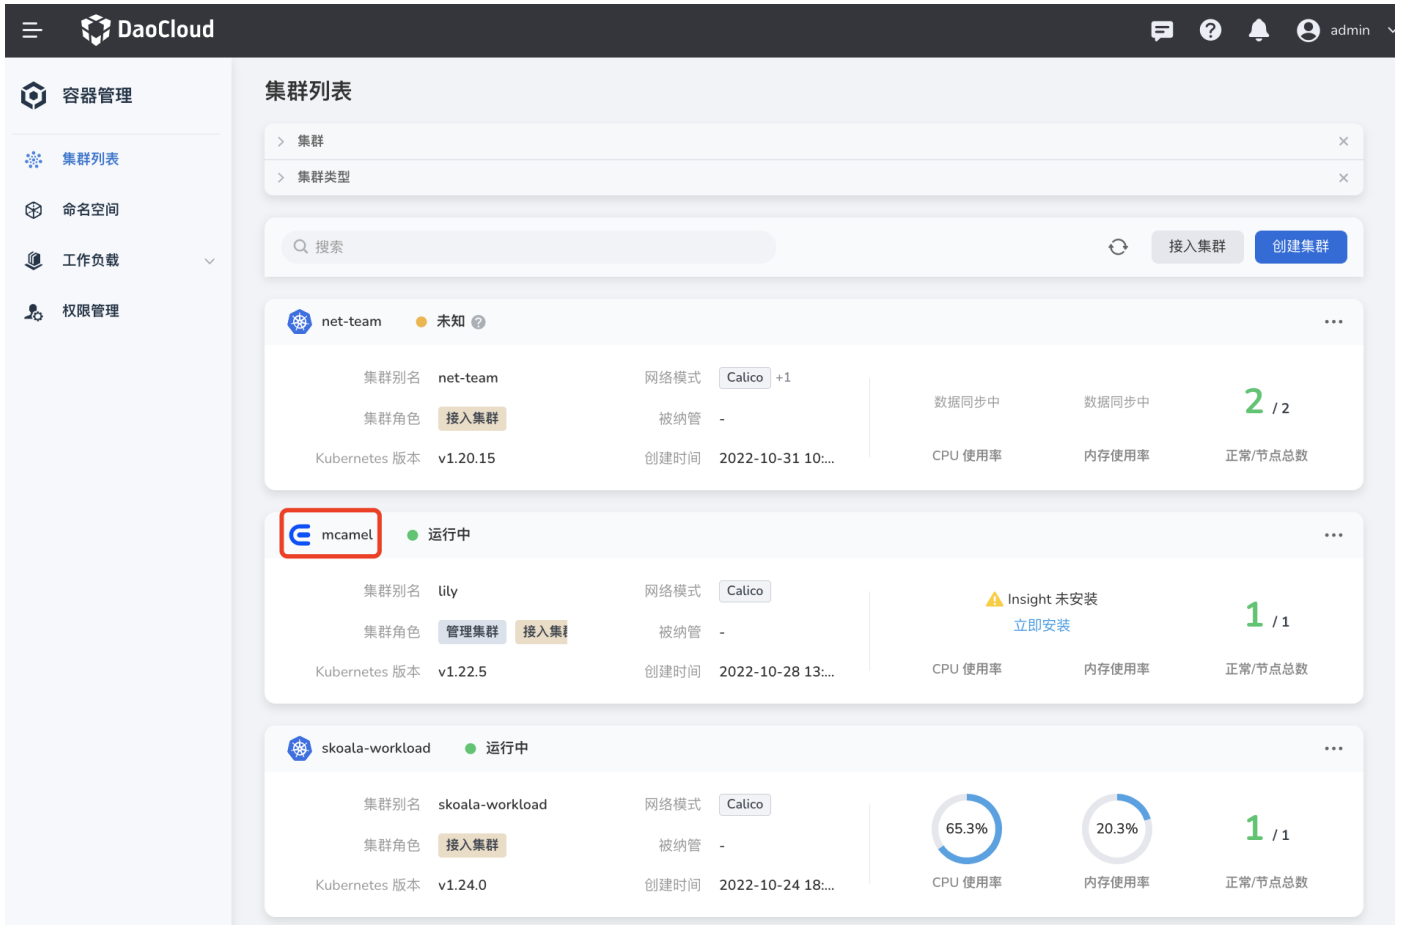 DaoCloud
admin
容器管理
集群列表
命名空间
工作负载
权限管理
集群列表
集群
集群类型
搜索
接入集群
创建集群
net-team 未知
集群别名 net-team 网络模式 Calico +1
集群角色 接入集群 被纳管 -
Kubernetes 版本 v1.20.15 创建时间 2022-10-31 10:...
数据同步中 数据同步中 2 / 2
CPU 使用率 内存使用率 正常/节点总数
mcamel 运行中
集群别名 lily 网络模式 Calico
集群角色 管理集群 接入集群 被纳管 -
Kubernetes 版本 v1.22.5 创建时间 2022-10-28 13:...
Insight 未安装
立即安装
1 / 1
CPU 使用率 内存使用率 正常/节点总数
skoala-workload 运行中
集群别名 skoala-workload 网络模式 Calico
集群角色 接入集群 被纳管 -
Kubernetes 版本 v1.24.0 创建时间 2022-10-24 18:...
65.3% 20.3% 1 / 1
CPU 使用率 内存使用率 正常/节点总数